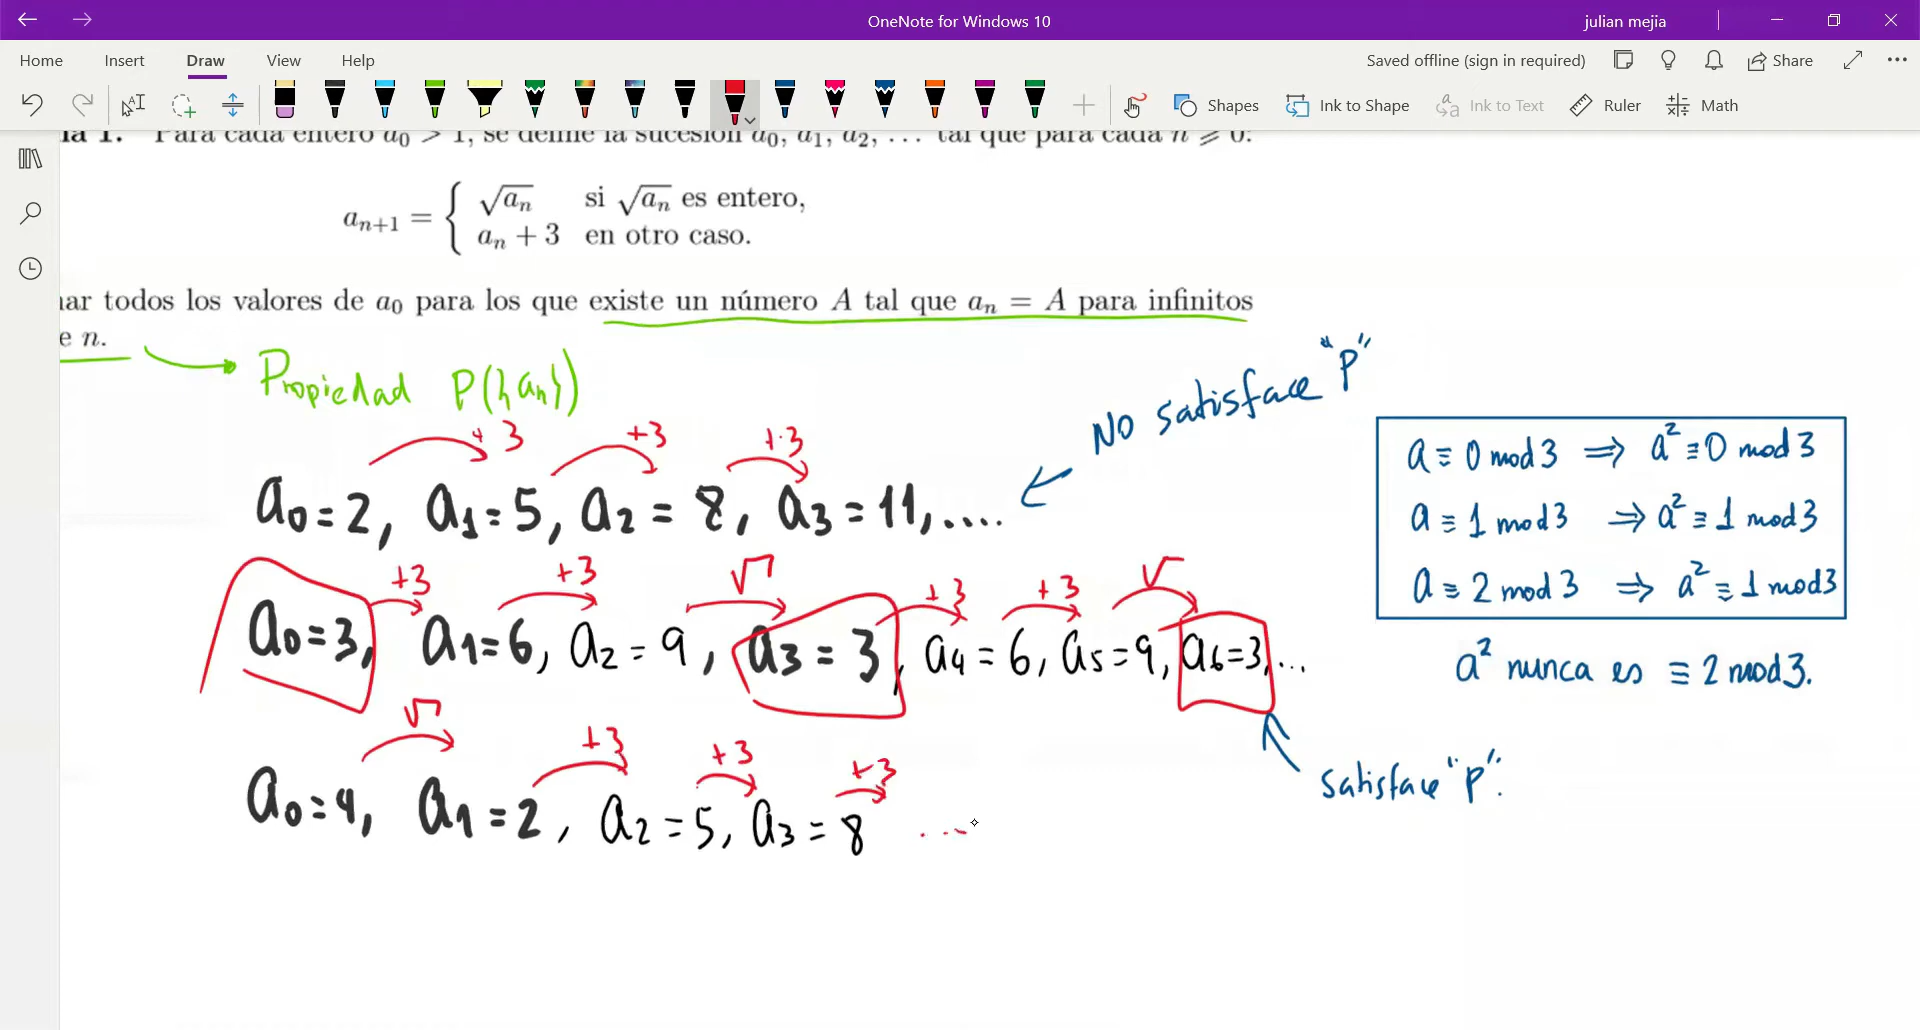 OneNote for Windows 10
julian mejia
Home Insert Draw View Help
Saved offline (sign in required)
Share
Shapes Ink to Shape Ink to Text Ruler Math
na 1. Para cada entero a₀ > 1, se define la sucesión a₀, a₁, a₂, … tal que para cada n ⩾ 0:
aₙ₊₁ = { √aₙ si √aₙ es entero,
aₙ + 3 en otro caso.
nar todos los valores de a₀ para los que existe un número A tal que aₙ = A para infinitos
e n.
Propiedad P({an})
No satisface "P"
+3 +3 +3
a₀=2, a₁=5, a₂=8, a₃=11,....
a≡0 mod 3 ⇒ a²≡0 mod 3
a≡1 mod 3 ⇒ a²≡1 mod 3
a≡2 mod 3 ⇒ a²≡1 mod 3
a² nunca es ≡ 2 mod 3.
+3 +3 √ +3 +3 √
a₀=3, a₁=6, a₂=9, a₃=3, a₄=6, a₅=9, a₆=3,...
satisface "P".
√ +3 +3 +3
a₀=4, a₁=2, a₂=5, a₃=8 ....